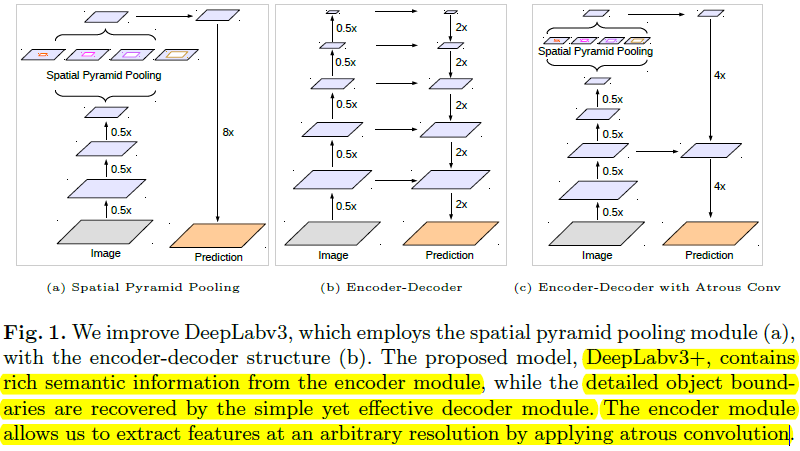 Spatial Pyramid Pooling
0.5x
0.5x
0.5x
8x
Image
Prediction
(a) Spatial Pyramid Pooling
0.5x
0.5x
0.5x
0.5x
0.5x
2x
2x
2x
2x
2x
Image
Prediction
(b) Encoder-Decoder
Spatial Pyramid Pooling
0.5x
0.5x
0.5x
0.5x
4x
4x
Image
Prediction
(c) Encoder-Decoder with Atrous Conv
Fig. 1. We improve DeepLabv3, which employs the spatial pyramid pooling module (a),
with the encoder-decoder structure (b). The proposed model, DeepLabv3+, contains
rich semantic information from the encoder module, while the detailed object bound-
aries are recovered by the simple yet effective decoder module. The encoder module
allows us to extract features at an arbitrary resolution by applying atrous convolution.